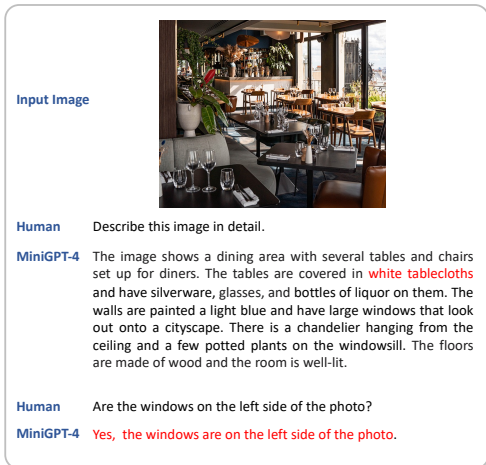 Input Image
Human Describe this image in detail.
MiniGPT-4 The image shows a dining area with several tables and chairs
set up for diners. The tables are covered in white tablecloths
and have silverware, glasses, and bottles of liquor on them. The
walls are painted a light blue and have large windows that look
out onto a cityscape. There is a chandelier hanging from the
ceiling and a few potted plants on the windowsill. The floors
are made of wood and the room is well-lit.
Human Are the windows on the left side of the photo?
MiniGPT-4 Yes, the windows are on the left side of the photo.